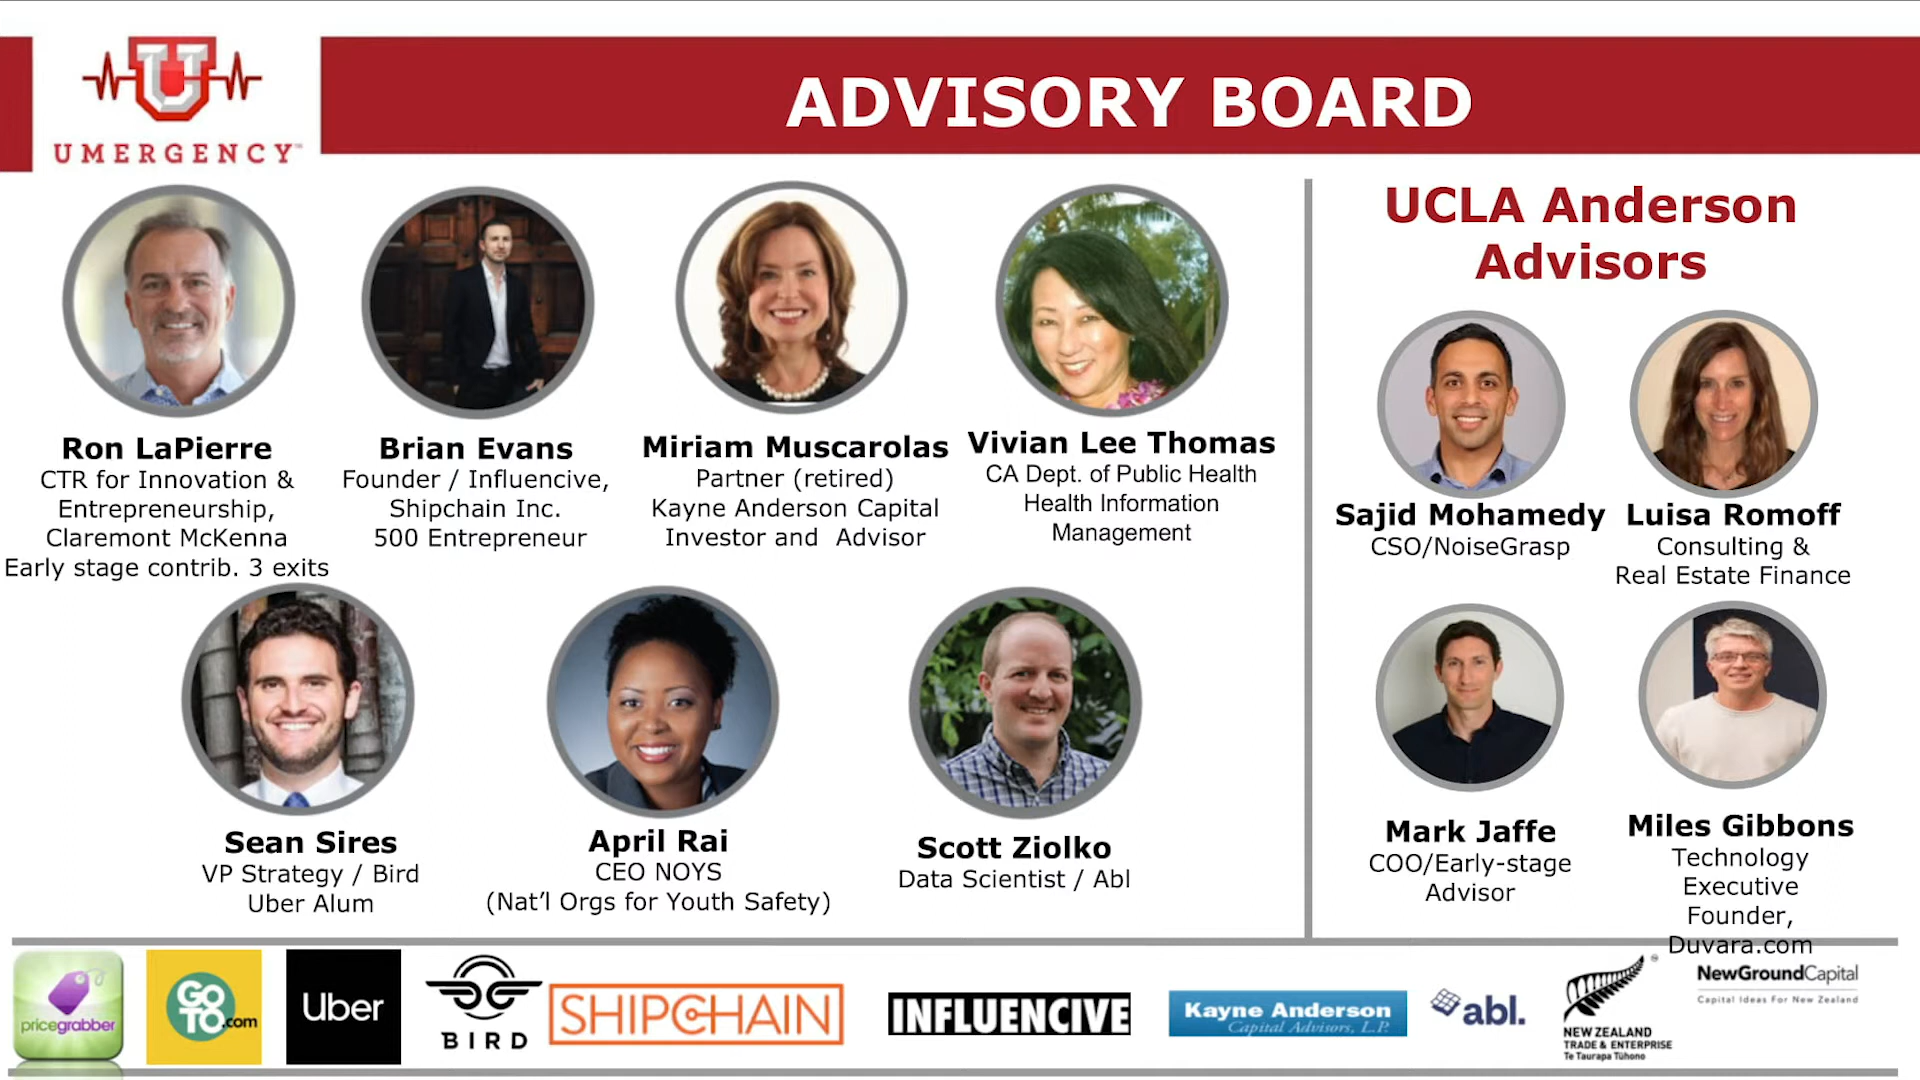 U
UMERGENCY™
ADVISORY BOARD
Ron LaPierre
CTR for Innovation &
Entrepreneurship,
Claremont McKenna
Early stage contrib. 3 exits
Brian Evans
Founder / Influencive,
Shipchain Inc.
500 Entrepreneur
Miriam Muscarolas
Partner (retired)
Kayne Anderson Capital
Investor and  Advisor
Vivian Lee Thomas
CA Dept. of Public Health
Health Information
Management
Sean Sires
VP Strategy / Bird
Uber Alum
April Rai
CEO NOYS
(Nat’l Orgs for Youth Safety)
Scott Ziolko
Data Scientist / Abl
UCLA Anderson
Advisors
Sajid Mohamedy
CSO/NoiseGrasp
Luisa Romoff
Consulting &
Real Estate Finance
Mark Jaffe
COO/Early-stage
Advisor
Miles Gibbons
Technology
Executive
Founder,
Duvara.com
pricegrabber
GO
TO.com
Uber
BIRD
SHIPCHAIN
INFLUENCIVE
Kayne Anderson
Capital Advisors, L.P.
abl.
NEW ZEALAND
TRADE & ENTERPRISE
Te Taurapa Tūhono
NewGroundCapital
Capital Ideas For New Zealand